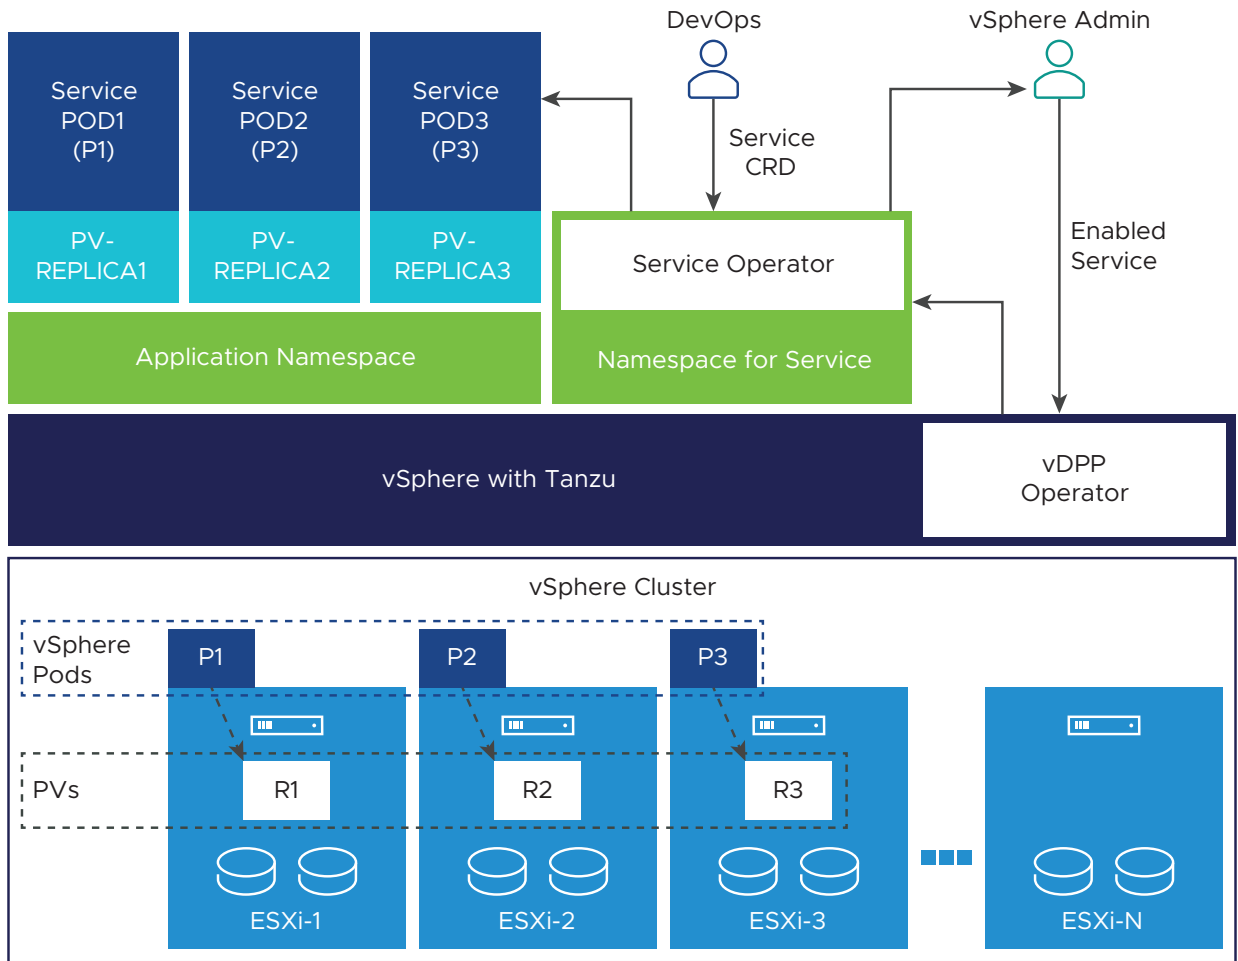 DevOps
vSphere Admin
Service
POD1
(P1)
Service
POD2
(P2)
Service
POD3
(P3)
Service
CRD
PV-
REPLICA1
PV-
REPLICA2
PV-
REPLICA3
Service Operator
Enabled
Service
Application Namespace
Namespace for Service
vSphere with Tanzu
vDPP
Operator
vSphere Cluster
vSphere
Pods
P1
P2
P3
PVs
R1
R2
R3
ESXi-1
ESXi-2
ESXi-3
ESXi-N